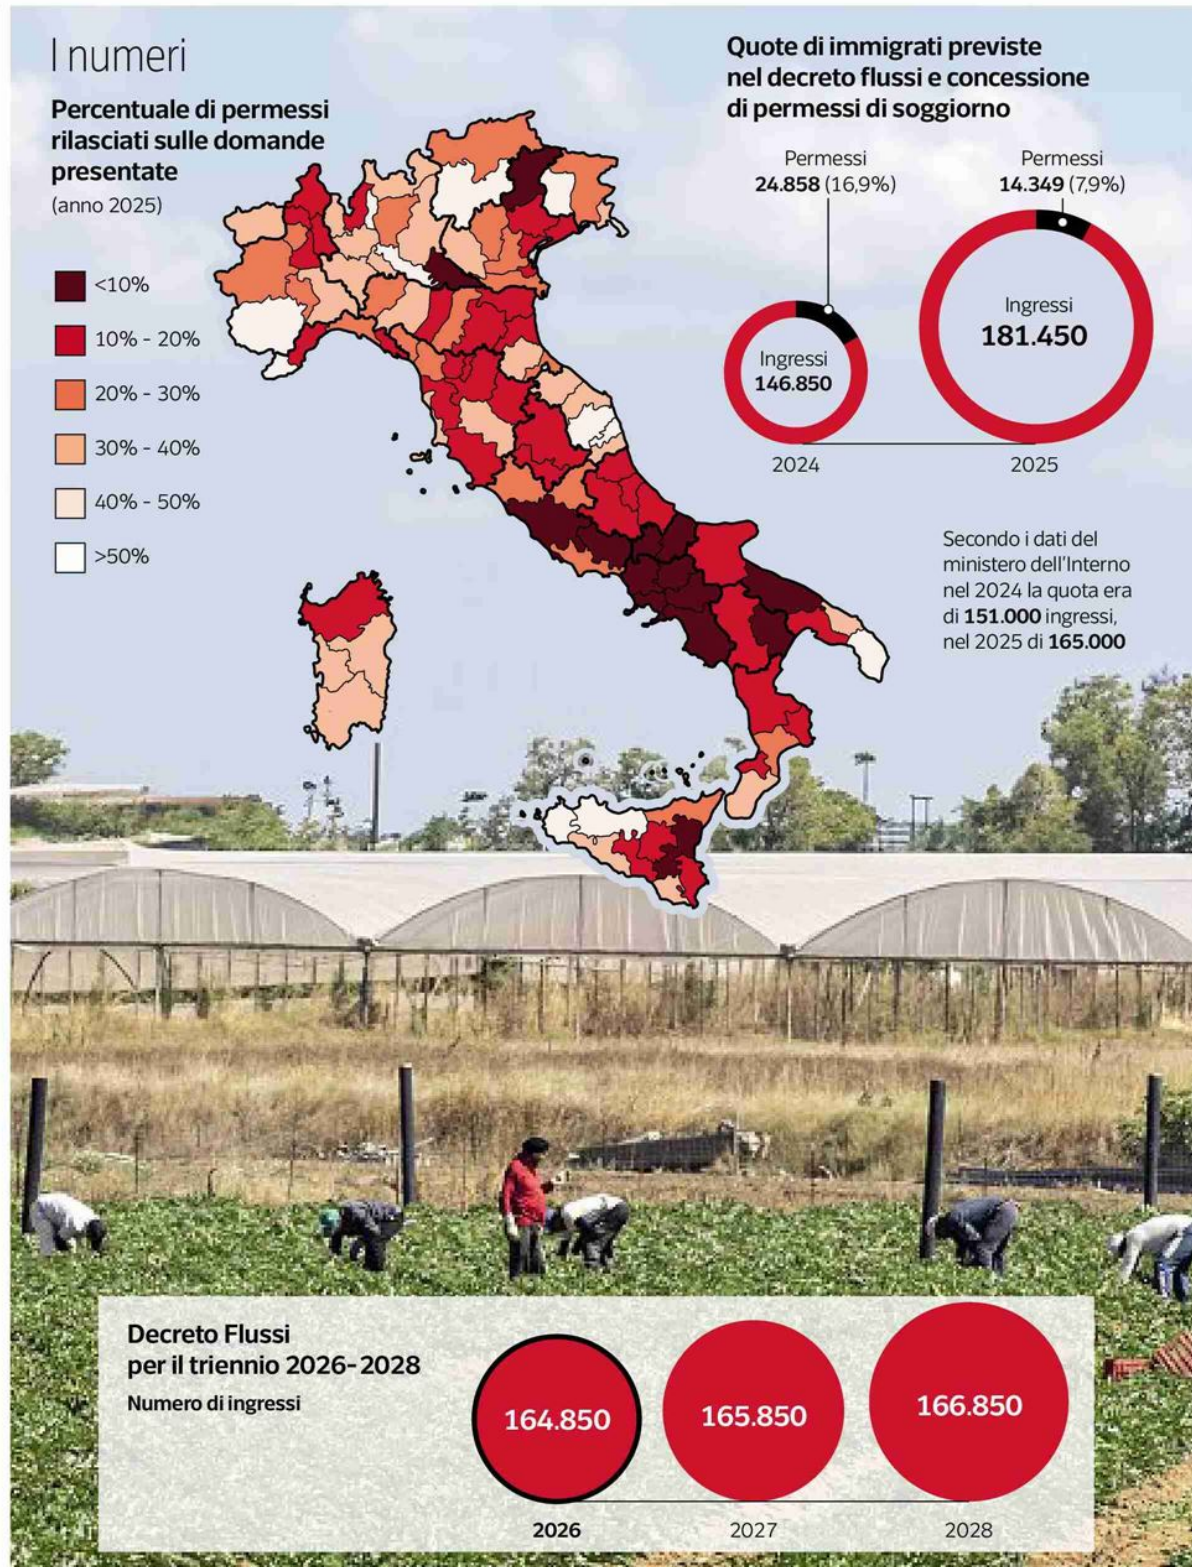 I numeri
Percentuale di permessi
rilasciati sulle domande
presentate
(anno 2025)
<10%
10% - 20%
20% - 30%
30% - 40%
40% - 50%
>50%
Quote di immigrati previste
nel decreto flussi e concessione
di permessi di soggiorno
Permessi
24.858 (16,9%)
Ingressi
146.850
2024
Permessi
14.349 (7,9%)
Ingressi
181.450
2025
Secondo i dati del
ministero dell'Interno
nel 2024 la quota era
di 151.000 ingressi,
nel 2025 di 165.000
Decreto Flussi
per il triennio 2026-2028
Numero di ingressi
164.850
165.850
166.850
2026
2027
2028